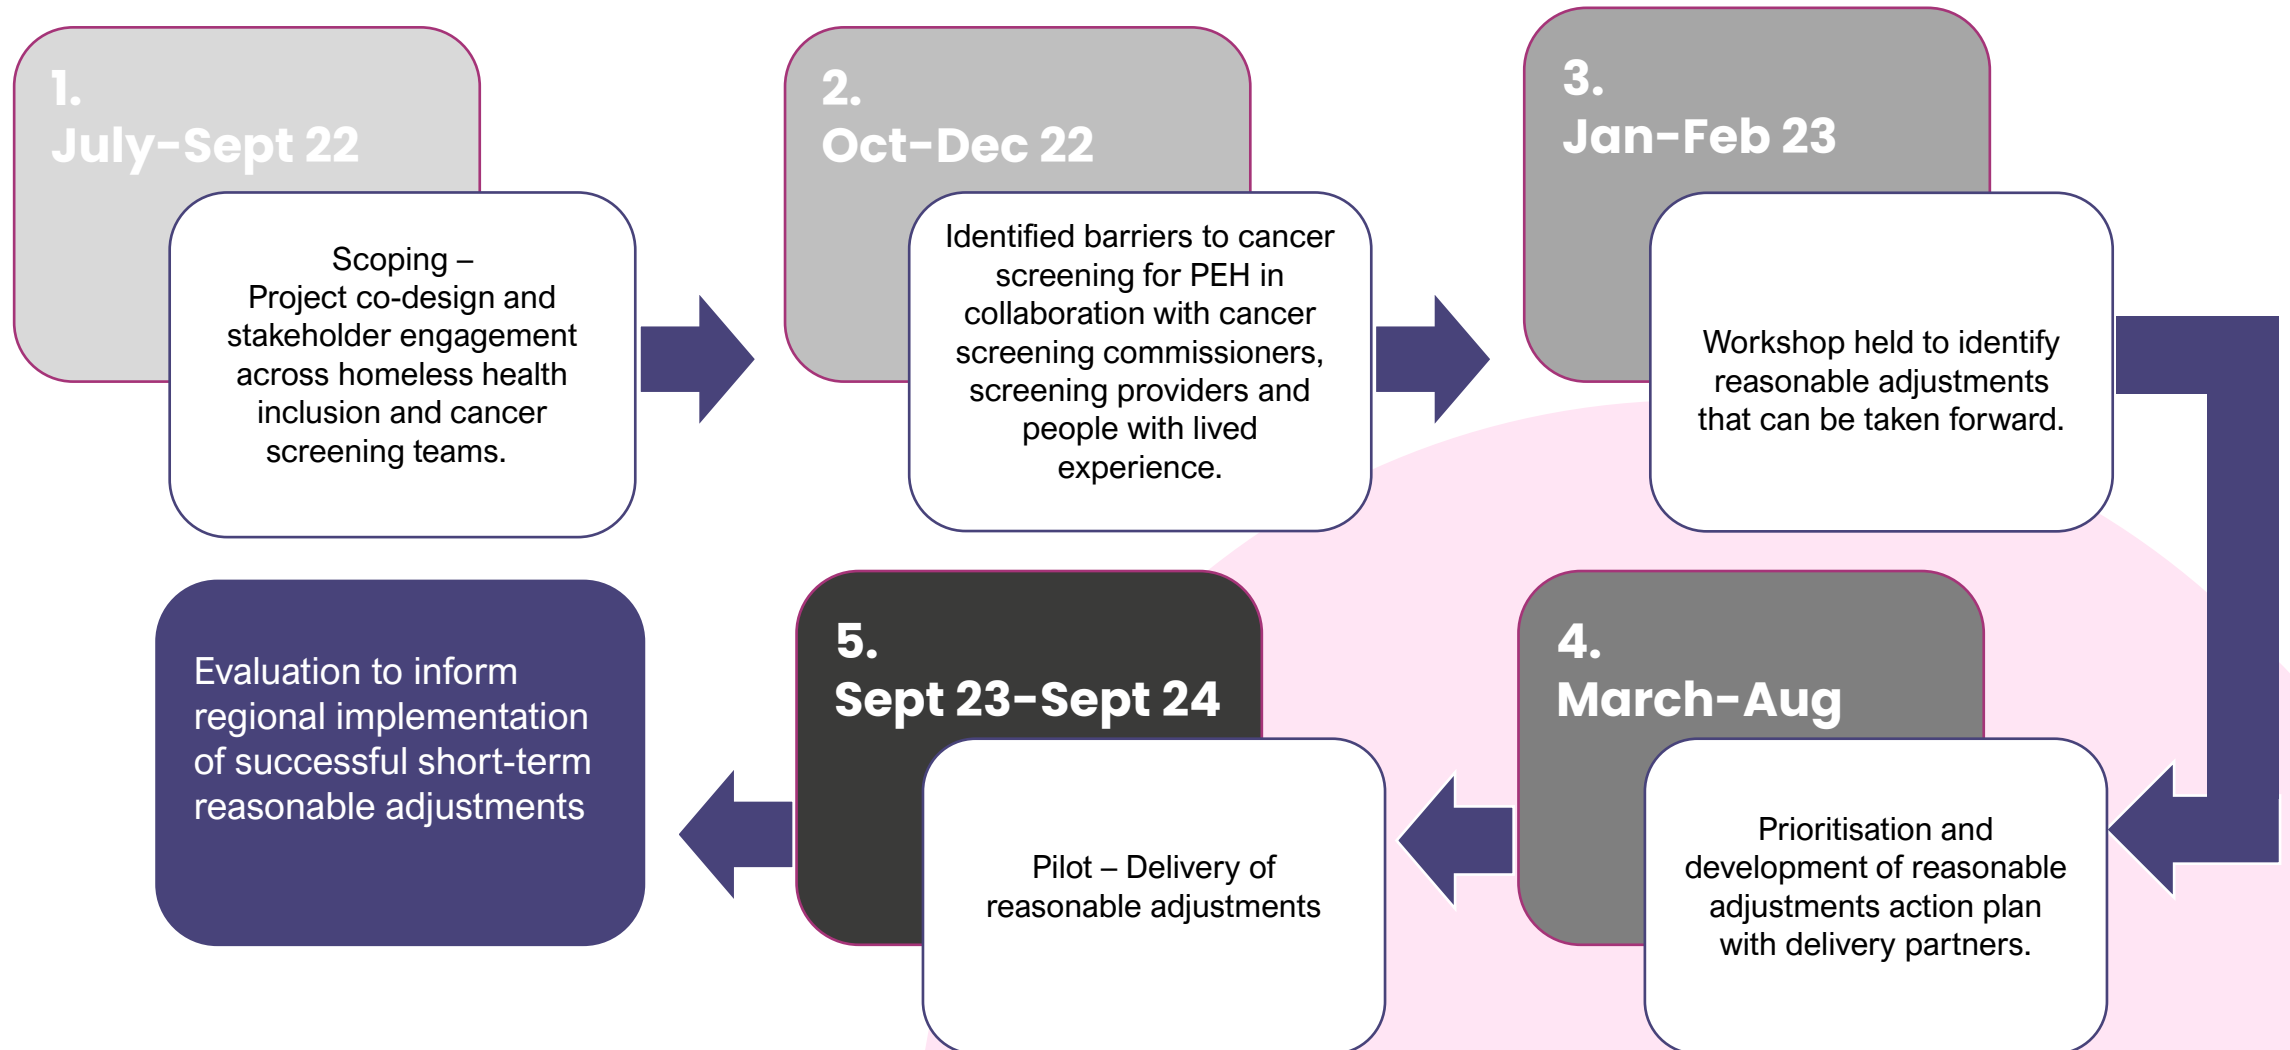 1.
July-Sept 22
Scoping –
Project co-design and
stakeholder engagement
across homeless health
inclusion and cancer
screening teams.
2.
Oct-Dec 22
Identified barriers to cancer
screening for PEH in
collaboration with cancer
screening commissioners,
screening providers and
people with lived
experience.
3.
Jan-Feb 23
Workshop held to identify
reasonable adjustments
that can be taken forward.
4.
March-Aug
Prioritisation and
development of reasonable
adjustments action plan
with delivery partners.
5.
Sept 23-Sept 24
Pilot – Delivery of
reasonable adjustments
Evaluation to inform
regional implementation
of successful short-term
reasonable adjustments